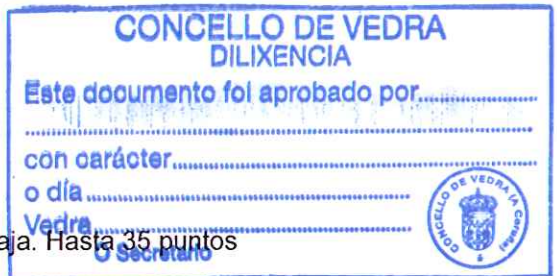 CONCELLO DE VEDRA
DILIXENCIA
Este documento foi aprobado por....................
................................................................
con carácter................................................
o día ................................
Vedra................................
aja. Hasta 35 puntos
O Secretario
CONCELLO DE VEDRA (A Coruña)